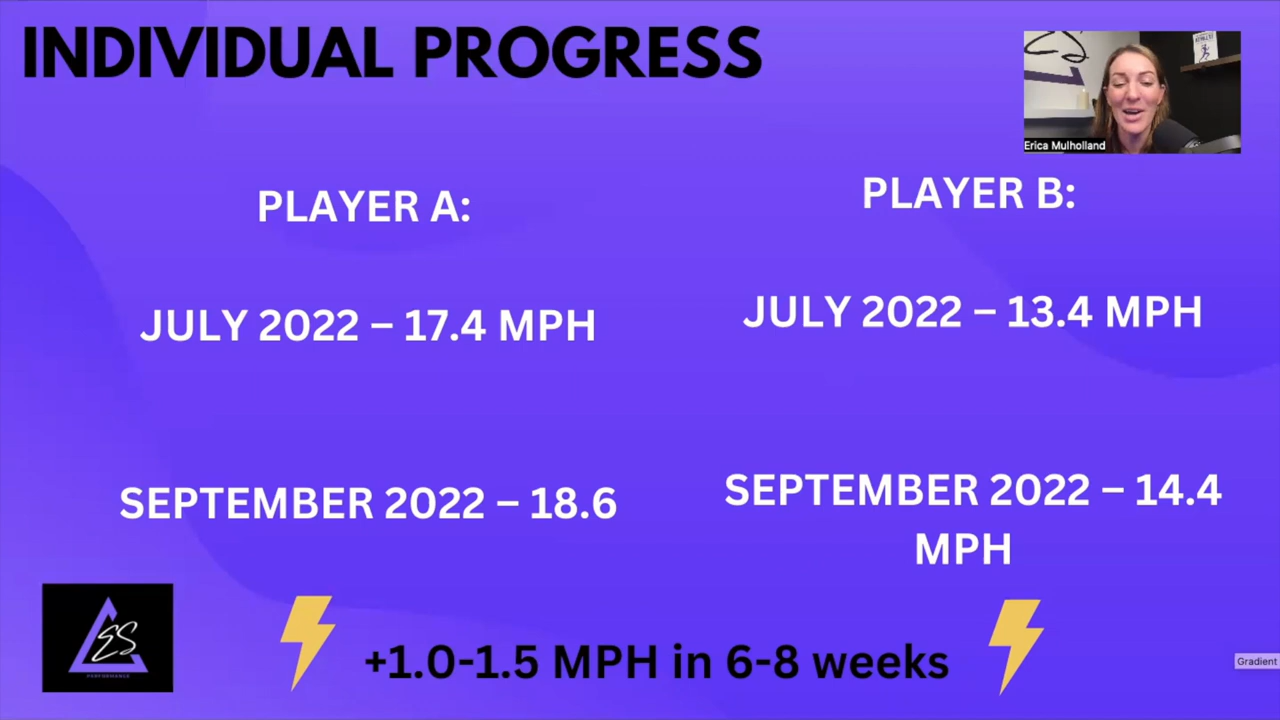 INDIVIDUAL PROGRESS
Erica Mulholland
PLAYER A:
JULY 2022 – 17.4 MPH
SEPTEMBER 2022 – 18.6
PLAYER B:
JULY 2022 – 13.4 MPH
SEPTEMBER 2022 – 14.4
MPH
ES
PERFORMANCE
+1.0-1.5 MPH in 6-8 weeks
Gradient